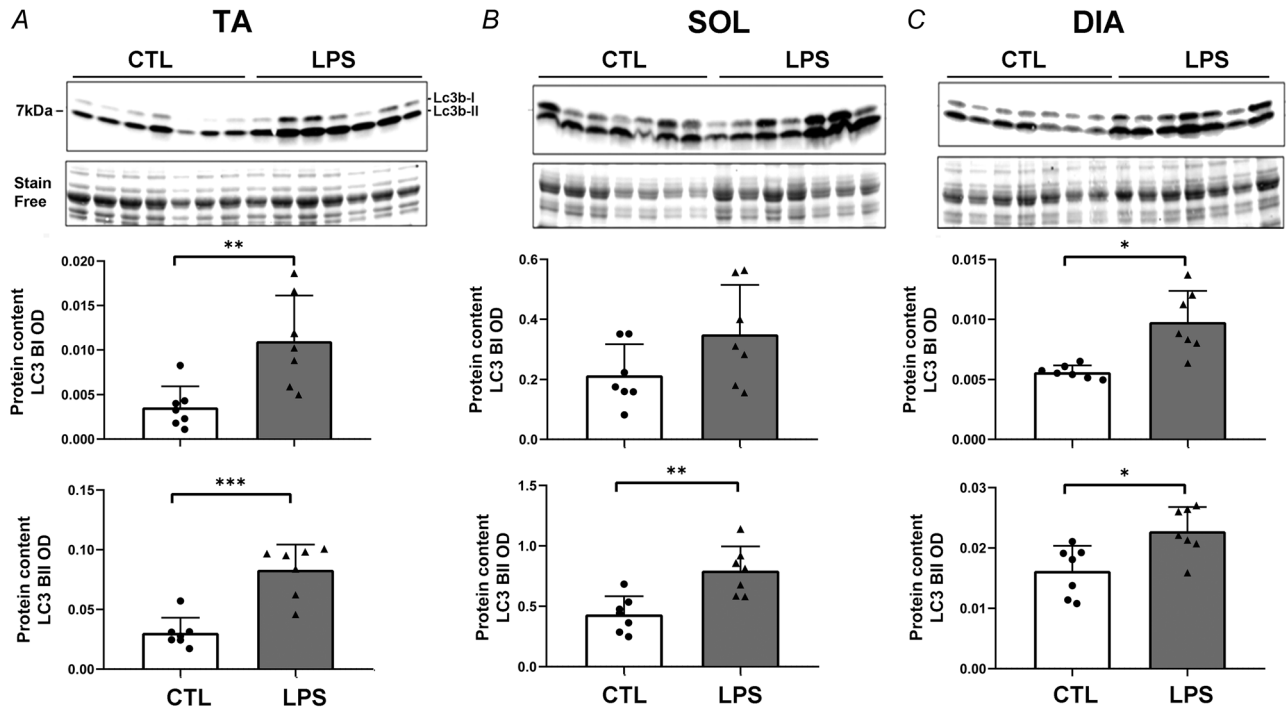 A TA
CTL LPS
7kDa
Lc3b-I
Lc3b-II
Stain
Free
**
Protein content
LC3 BI OD
0.020
0.015
0.010
0.005
0.000
***
Protein content
LC3 BII OD
0.15
0.10
0.05
0.00
CTL LPS
B SOL
CTL LPS
Protein content
LC3 BI OD
0.6
0.4
0.2
0.0
**
Protein content
LC3 BII OD
1.5
1.0
0.5
0.0
CTL LPS
C DIA
CTL LPS
*
Protein content
LC3 BI OD
0.015
0.010
0.005
0.000
*
Protein content
LC3 BII OD
0.03
0.02
0.01
0.00
CTL LPS